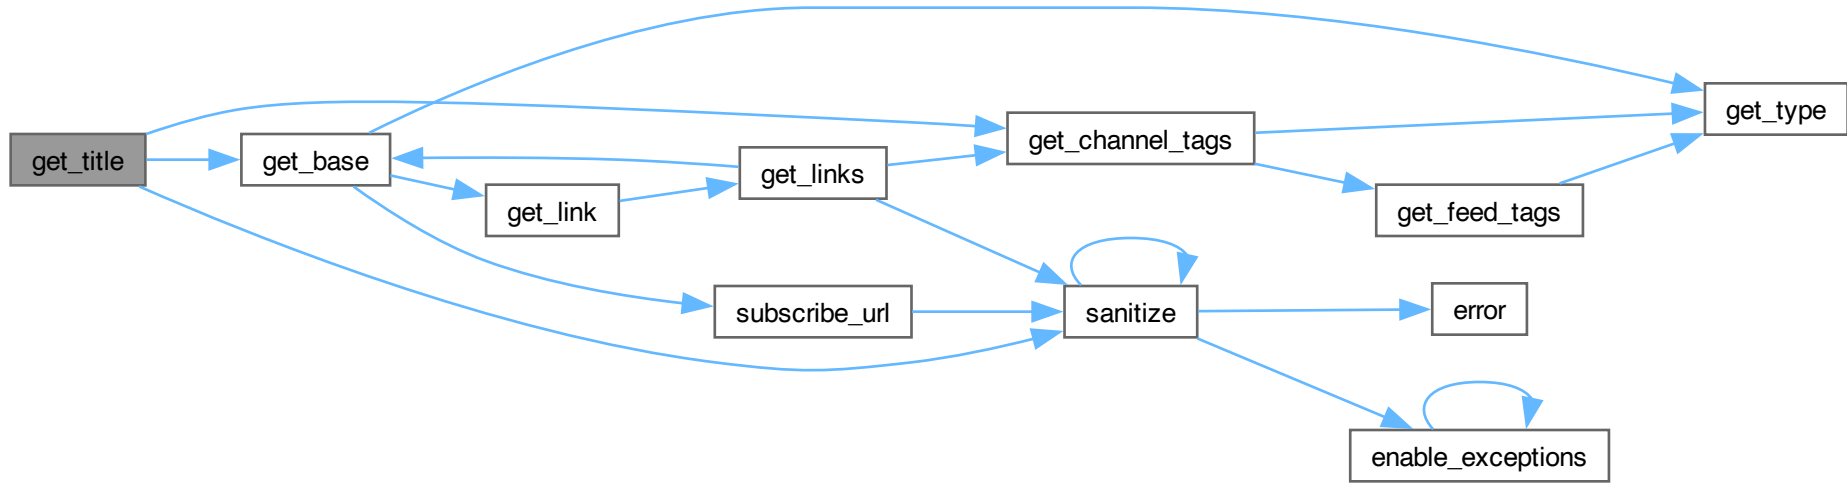 get_title
get_base
get_link
get_links
subscribe_url
get_channel_tags
sanitize
get_feed_tags
error
enable_exceptions
get_type